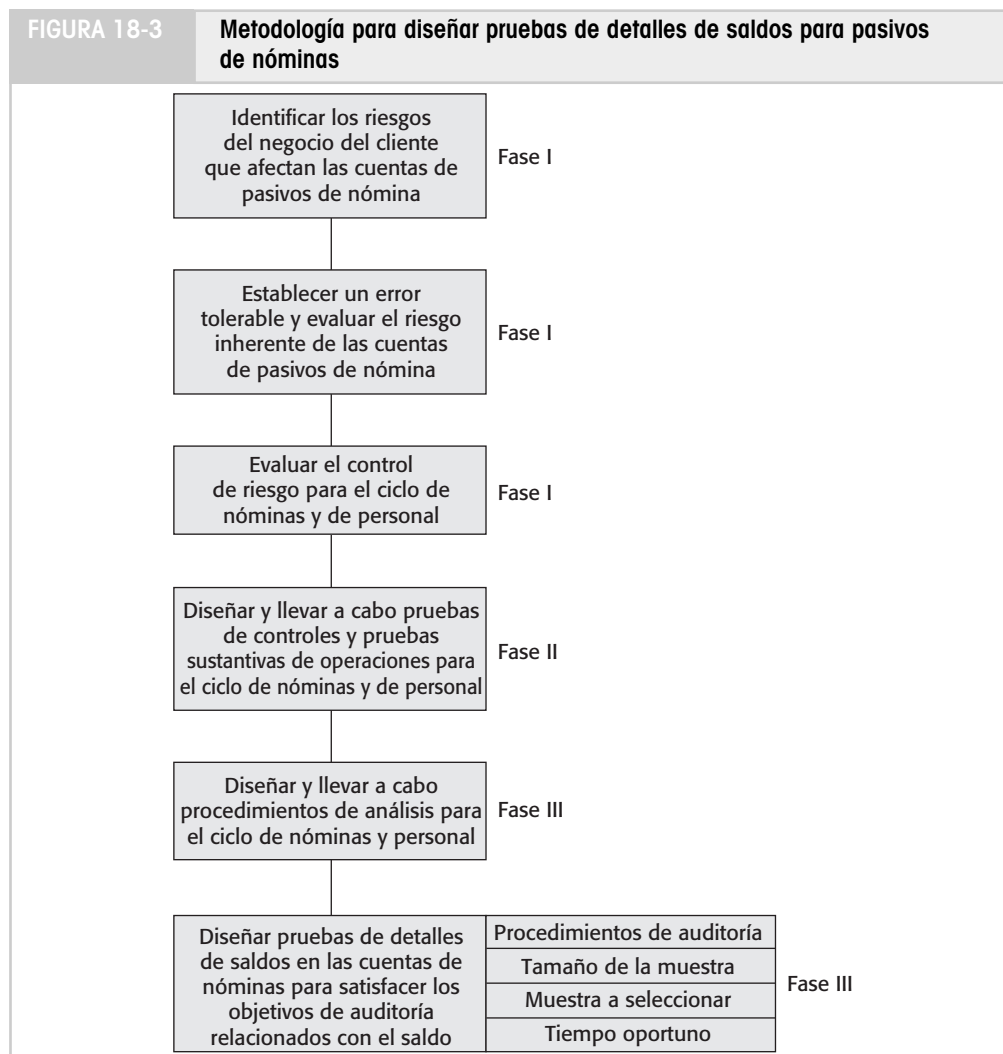 FIGURA 18-3
Metodología para diseñar pruebas de detalles de saldos para pasivos
de nóminas
Identificar los riesgos
del negocio del cliente
que afectan las cuentas de
pasivos de nómina
Fase I
Establecer un error
tolerable y evaluar el riesgo
inherente de las cuentas
de pasivos de nómina
Fase I
Evaluar el control
de riesgo para el ciclo de
nóminas y de personal
Fase I
Diseñar y llevar a cabo pruebas
de controles y pruebas
sustantivas de operaciones para
el ciclo de nóminas y de personal
Fase II
Diseñar y llevar a cabo
procedimientos de análisis para
el ciclo de nóminas y personal
Fase III
Diseñar pruebas de detalles
de saldos en las cuentas de
nóminas para satisfacer los
objetivos de auditoría
relacionados con el saldo
Procedimientos de auditoría
Tamaño de la muestra
Muestra a seleccionar
Tiempo oportuno
Fase III